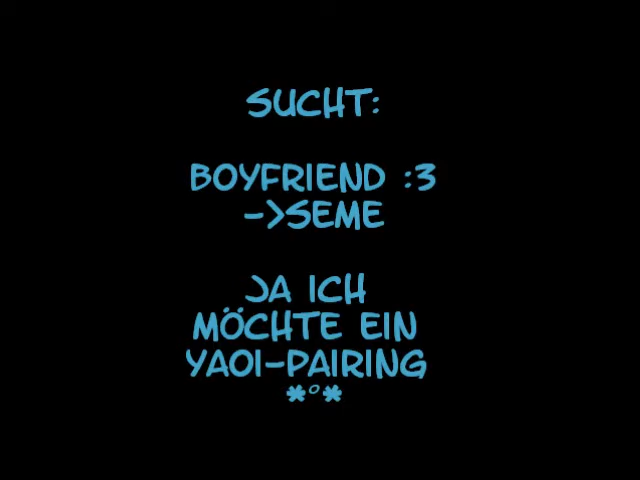 SUCHT:
BOYFRIEND :3
->SEME
JA ICH
MÖCHTE EIN
YAOI-PAIRING
*°*